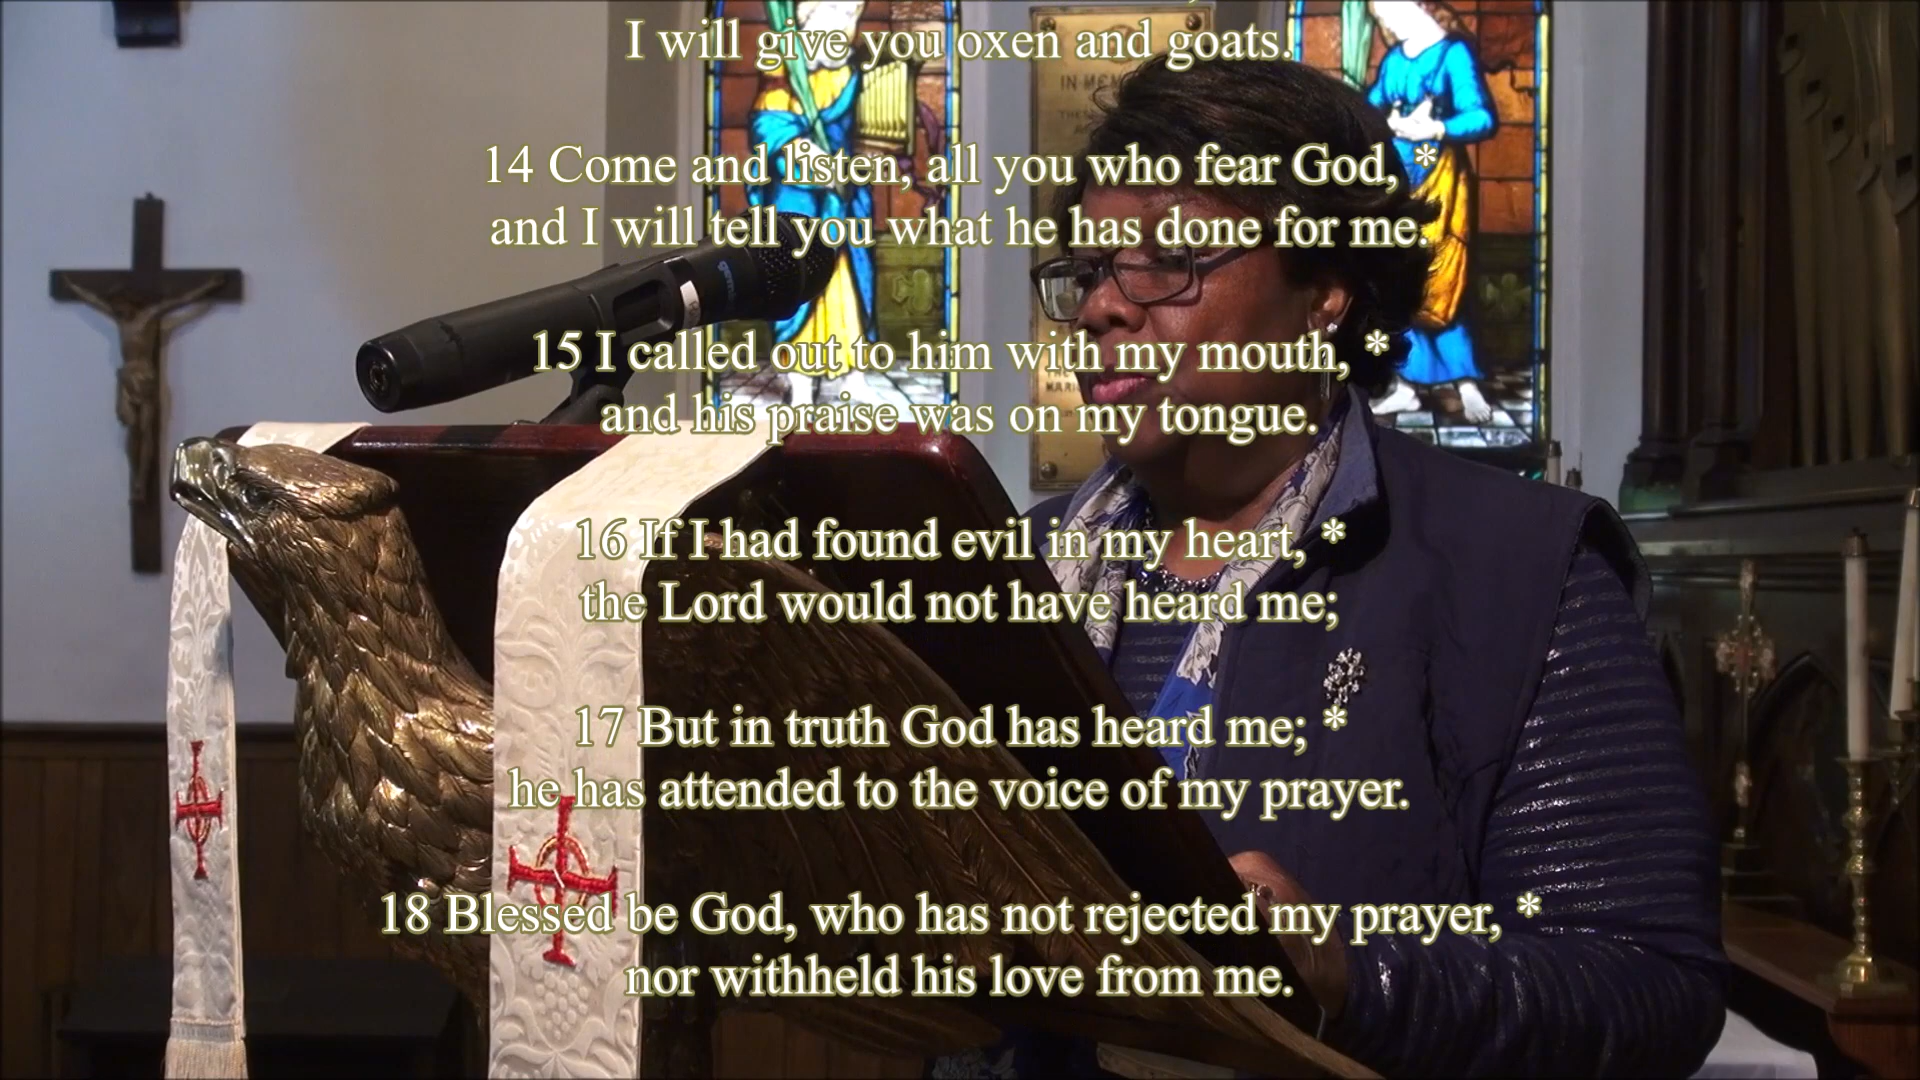 I will give you oxen and goats.
14 Come and listen, all you who fear God, *
and I will tell you what he has done for me.
15 I called out to him with my mouth, *
and his praise was on my tongue.
16 If I had found evil in my heart, *
the Lord would not have heard me;
17 But in truth God has heard me; *
he has attended to the voice of my prayer.
18 Blessed be God, who has not rejected my prayer, *
nor withheld his love from me.
IN MEM